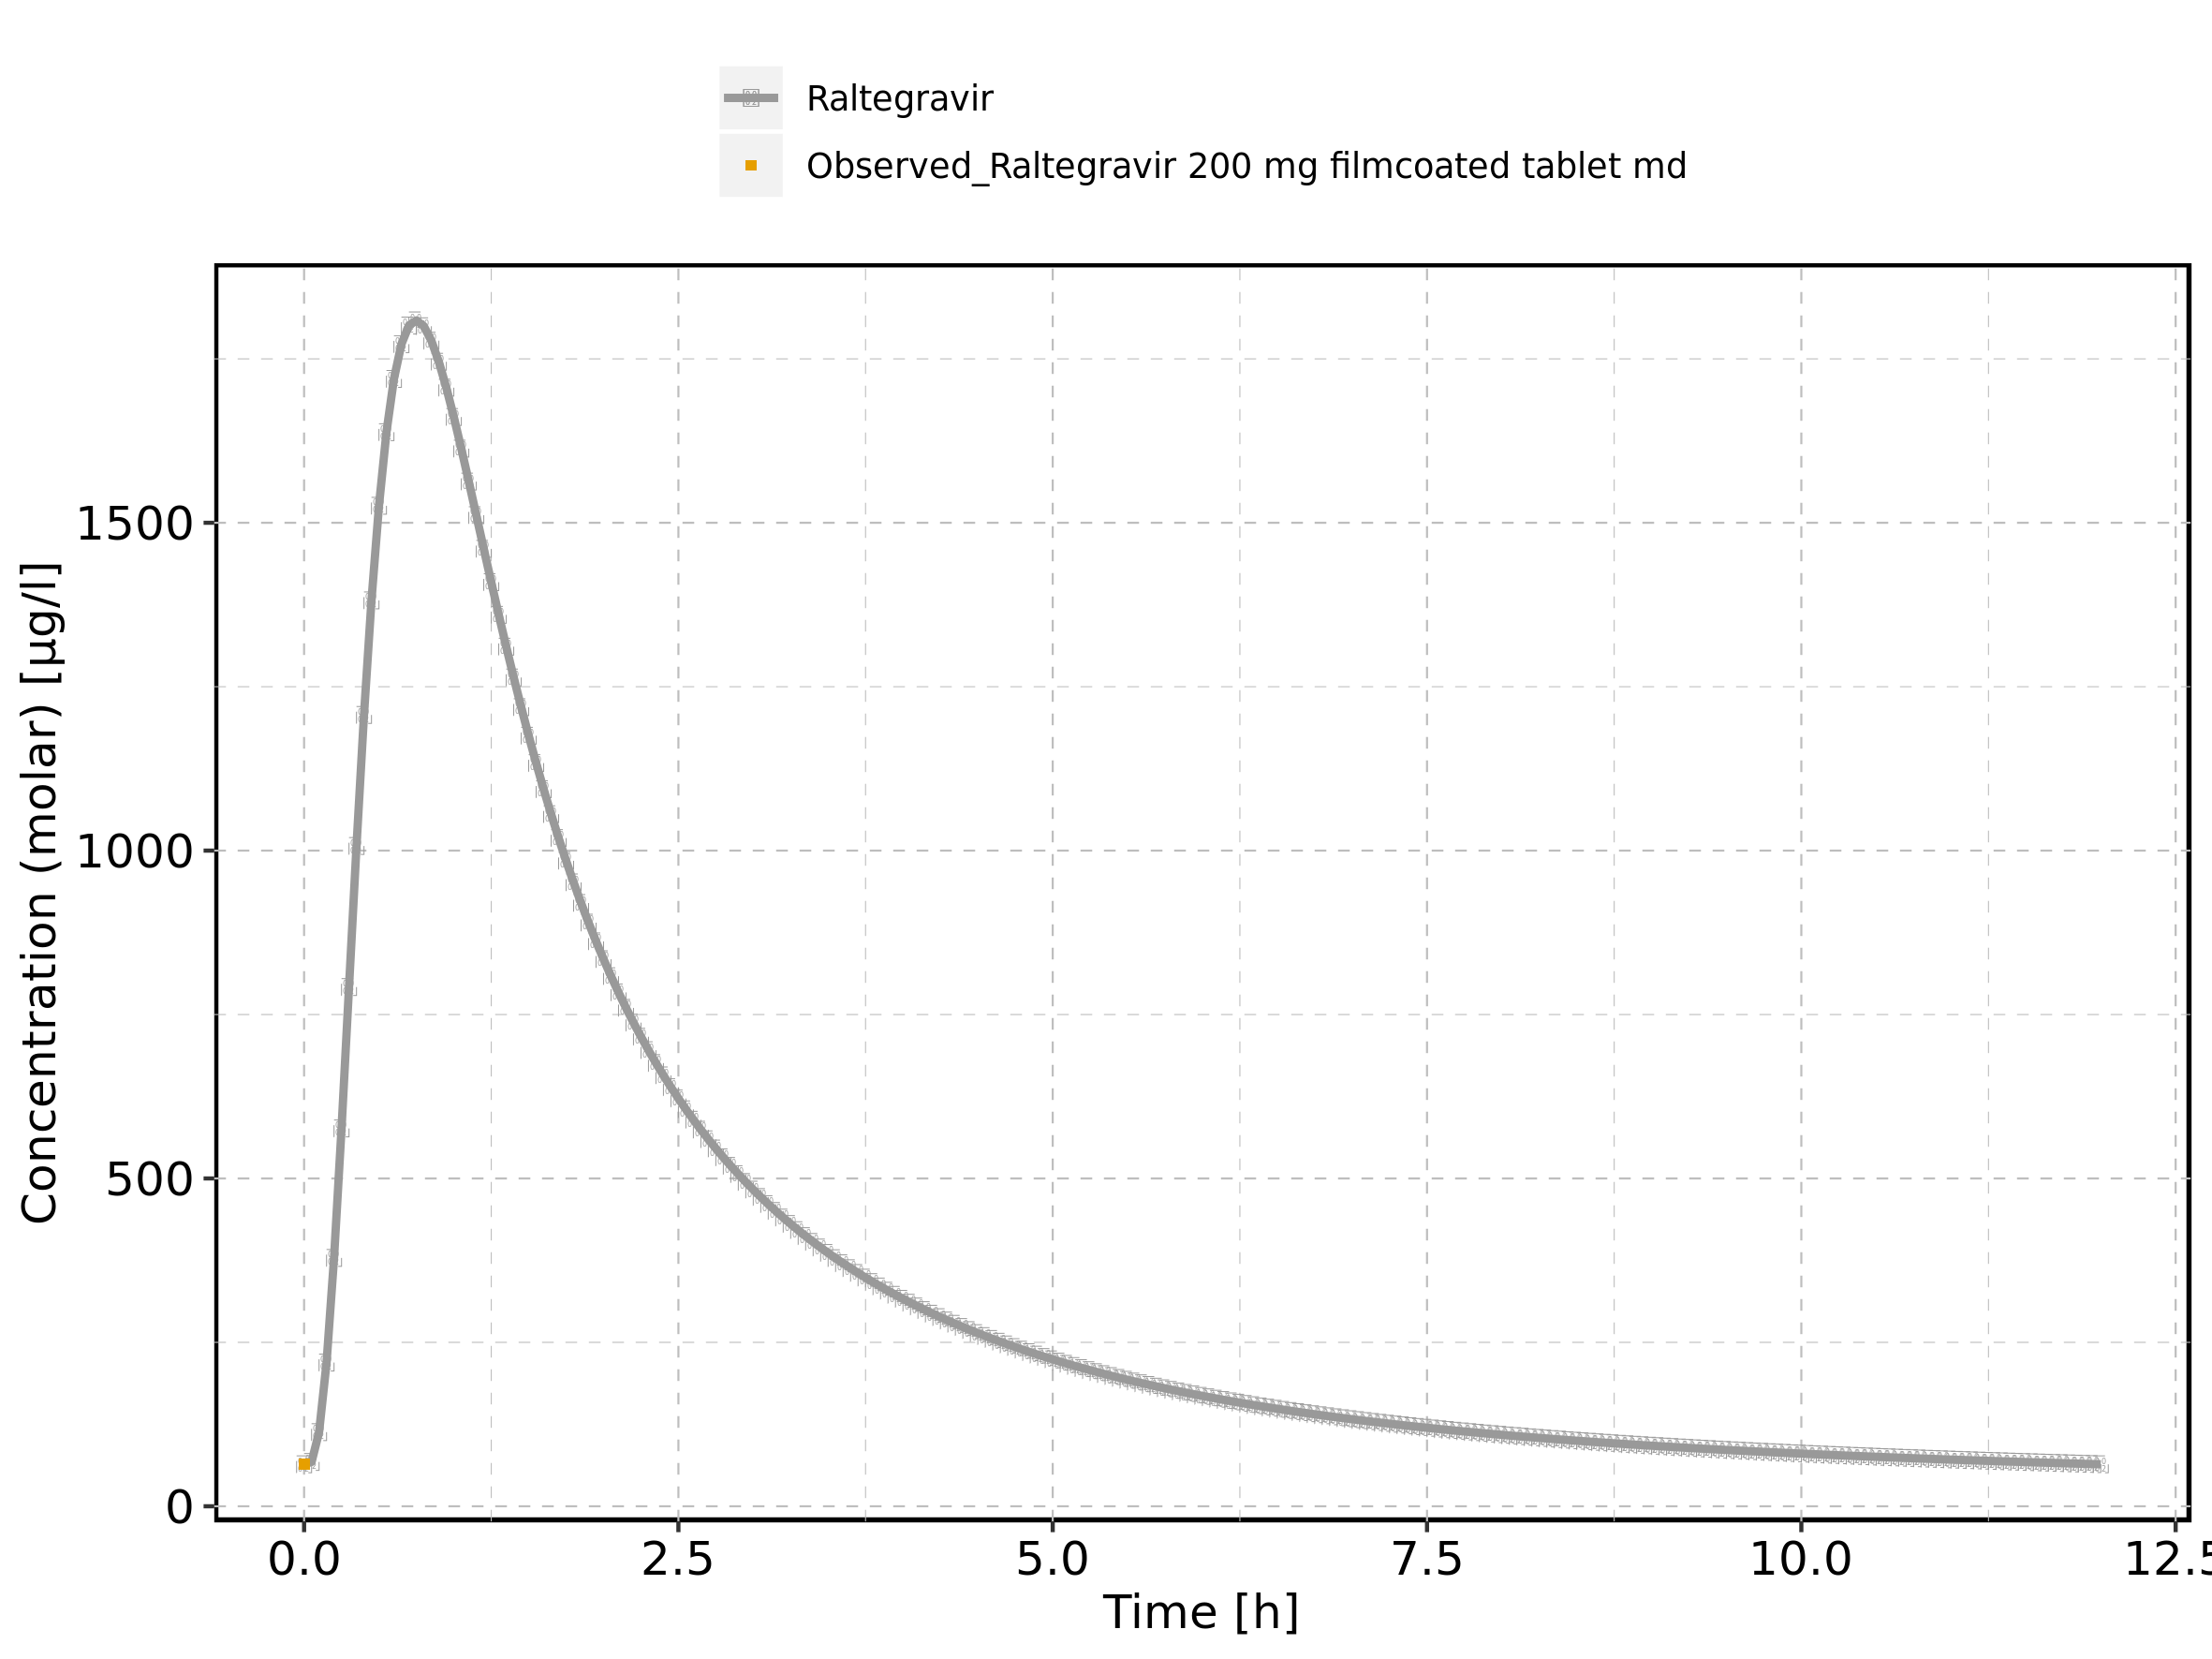 Raltegravir
Observed_Raltegravir 200 mg filmcoated tablet md
Concentration (molar) [µg/l]
1500
1000
500
0
0.0 2.5 5.0 7.5 10.0 12.5
Time [h]